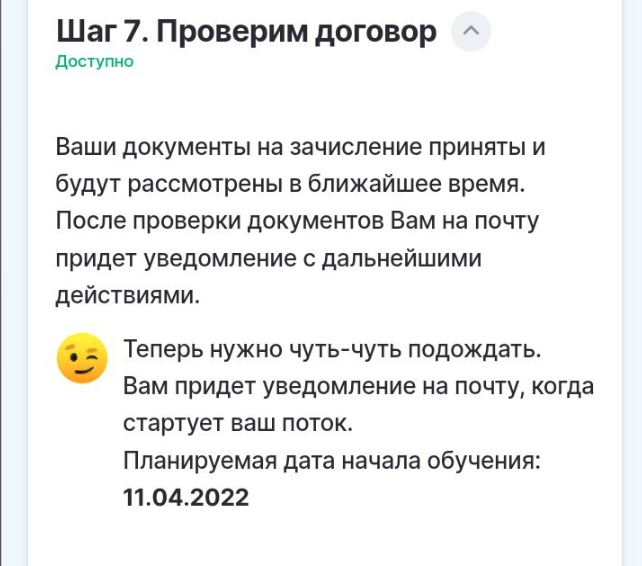 Шаг 7. Проверим договор
Доступно
Ваши документы на зачисление приняты и
будут рассмотрены в ближайшее время.
После проверки документов Вам на почту
придет уведомление с дальнейшими
действиями.
Теперь нужно чуть-чуть подождать.
Вам придет уведомление на почту, когда
стартует ваш поток.
Планируемая дата начала обучения:
11.04.2022